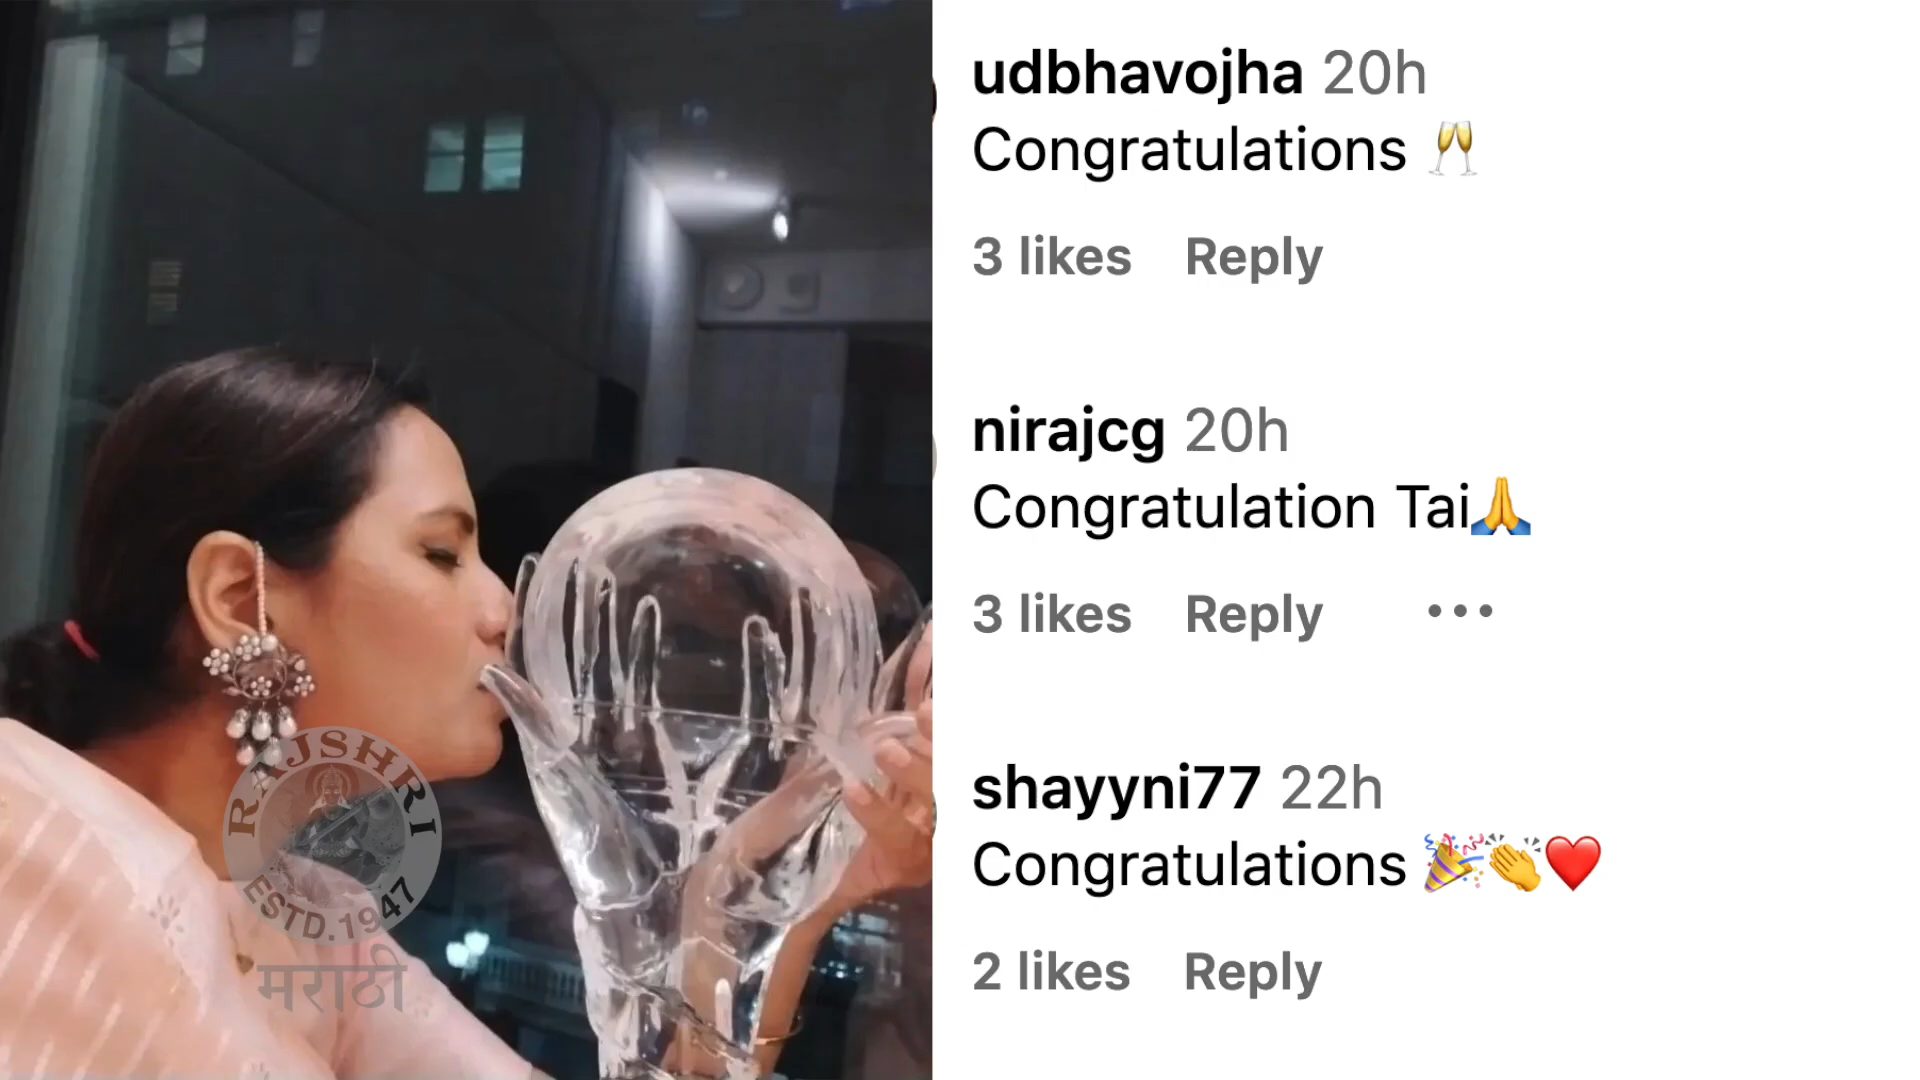 udbhavojha 20h
Congratulations 🥂
3 likes Reply
nirajcg 20h
Congratulation Tai🙏
3 likes Reply •••
shayyni77 22h
Congratulations 🎉👏❤️
2 likes Reply
RAJSHRI
ESTD.1947
मराठी